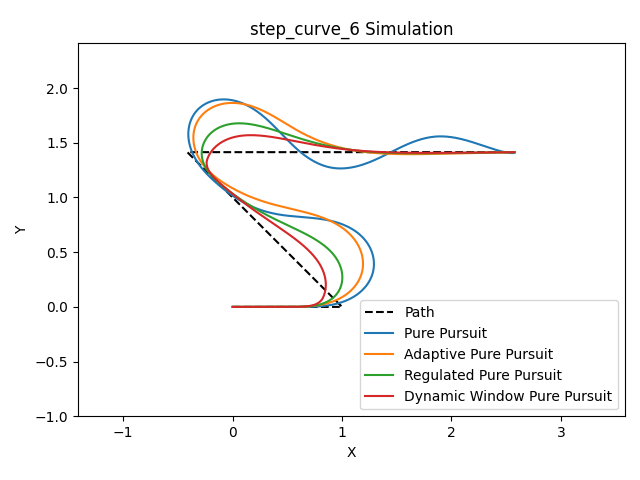 step_curve_6 Simulation
Y
2.0
1.5
1.0
0.5
0.0
−0.5
−1.0
−1
0
1
2
3
X
Path
Pure Pursuit
Adaptive Pure Pursuit
Regulated Pure Pursuit
Dynamic Window Pure Pursuit